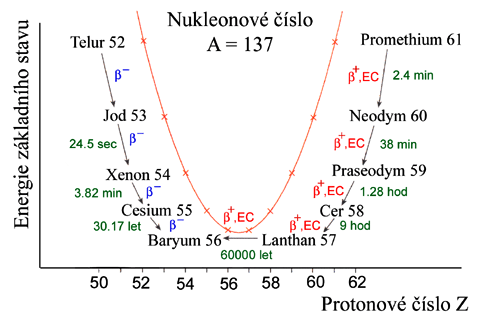 Nukleonové číslo
A = 137
Energie základního stavu
Telur 52
Promethium 61
β⁻
β⁺,EC
2.4 min
Jod 53
Neodym 60
24.5 sec
β⁻
β⁺,EC
38 min
Xenon 54
Praseodym 59
3.82 min
β⁻
β⁺,EC
1.28 hod
Cesium 55
Cer 58
30.17 let
β⁻
β⁺,EC
β⁺,EC
9 hod
Baryum 56
Lanthan 57
60000 let
50 52 54 55 56 57 58 60 62
Protonové číslo Z